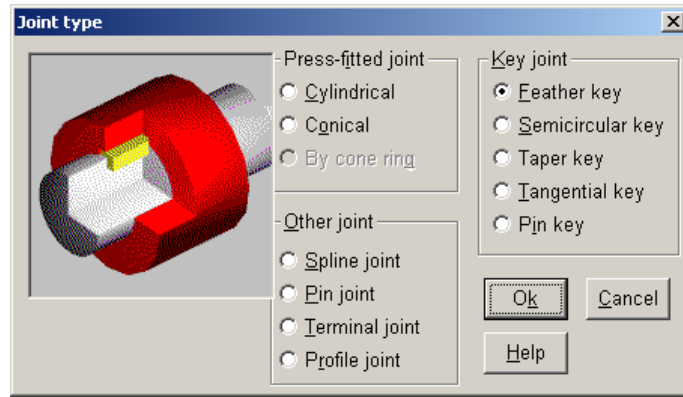 Joint type
Press-fitted joint
Cylindrical
Conical
By cone ring
Other joint
Spline joint
Pin joint
Terminal joint
Profile joint
Key joint
Feather key
Semicircular key
Taper key
Tangential key
Pin key
Ok
Cancel
Help